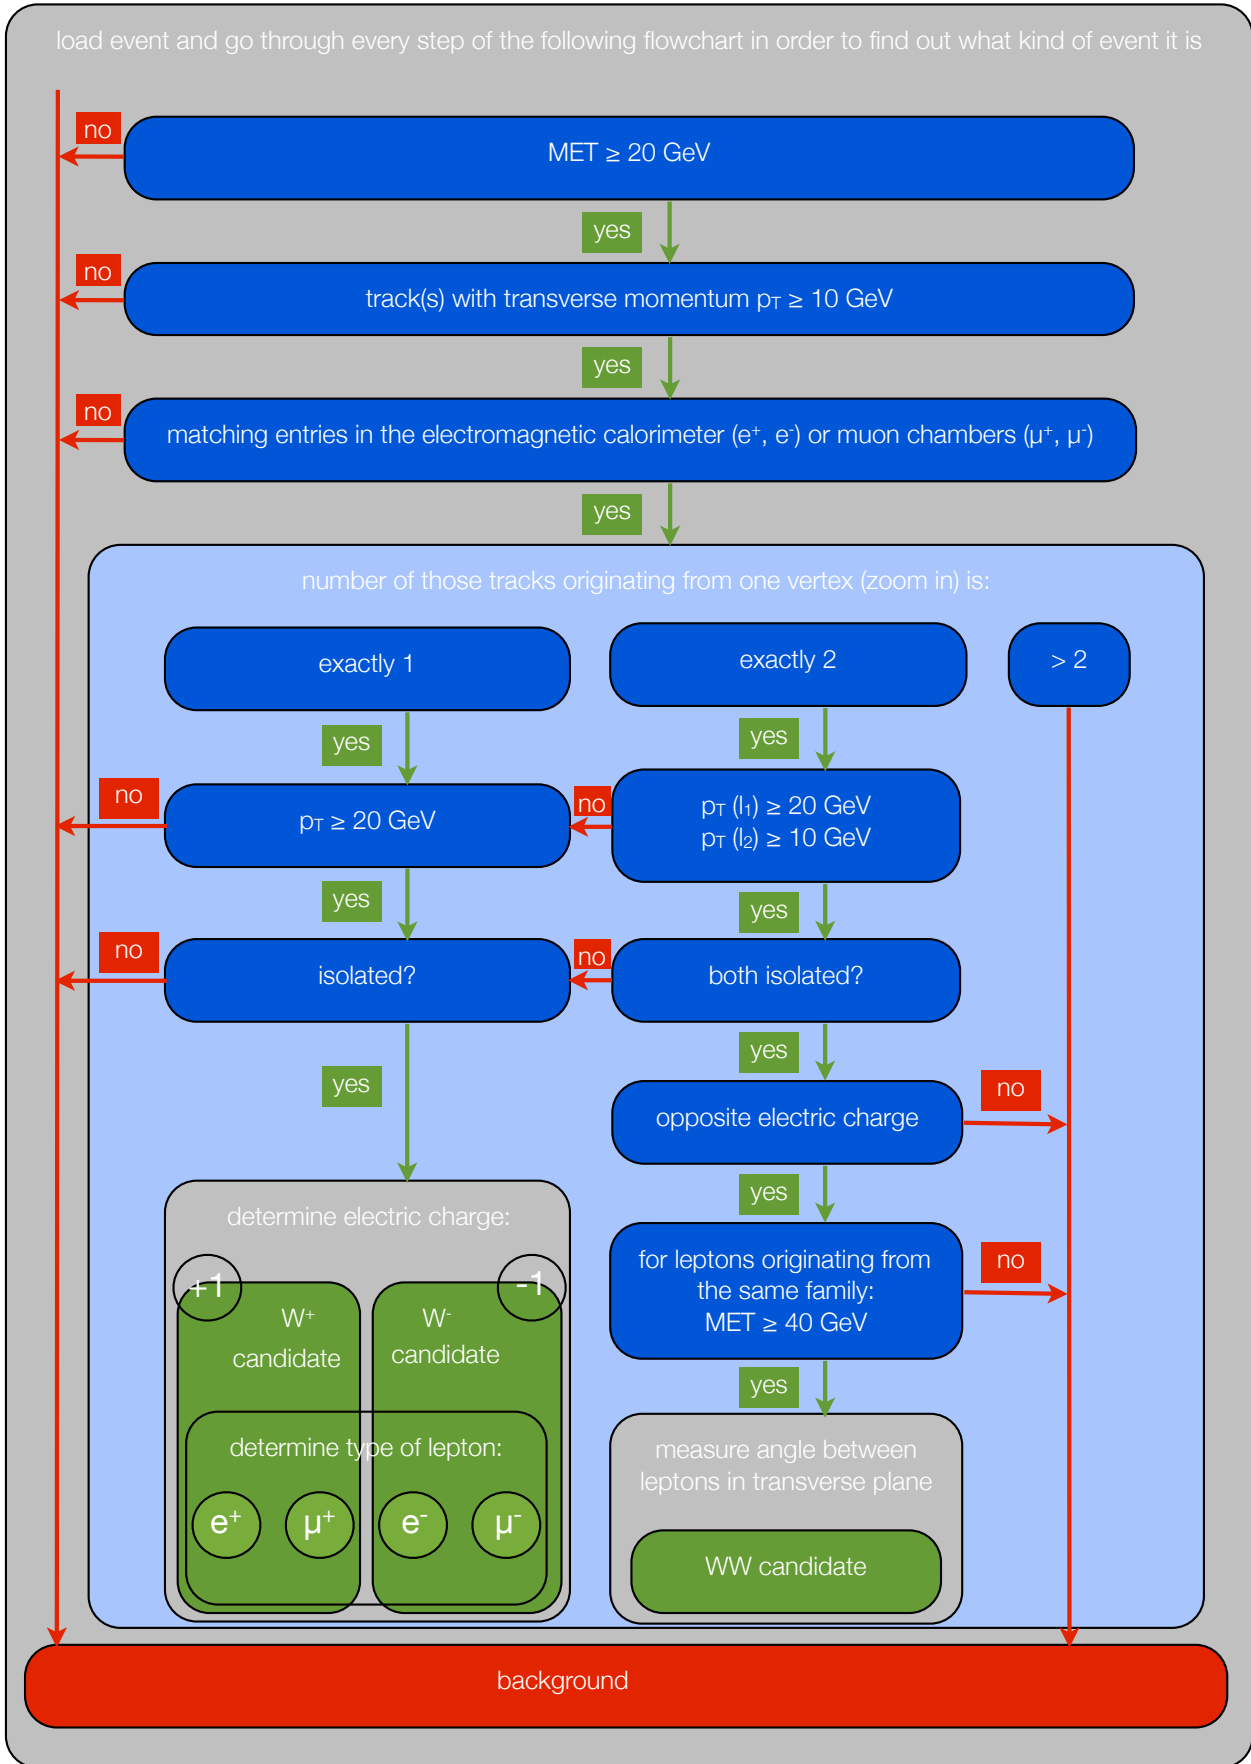 load event and go through every step of the following flowchart in order to find out what kind of event it is
no
MET ≥ 20 GeV
yes
no
track(s) with transverse momentum pT ≥ 10 GeV
yes
no
matching entries in the electromagnetic calorimeter (e⁺, e⁻) or muon chambers (μ⁺, μ⁻)
yes
number of those tracks originating from one vertex (zoom in) is:
exactly 1
exactly 2
> 2
yes
yes
no
pT ≥ 20 GeV
no
pT (l₁) ≥ 20 GeV
pT (l₂) ≥ 10 GeV
yes
yes
no
isolated?
no
both isolated?
yes
yes
opposite electric charge
no
yes
determine electric charge:
+1
-1
W⁺
candidate
W⁻
candidate
for leptons originating from
the same family:
MET ≥ 40 GeV
no
yes
determine type of lepton:
e⁺
μ⁺
e⁻
μ⁻
measure angle between
leptons in transverse plane
WW candidate
background